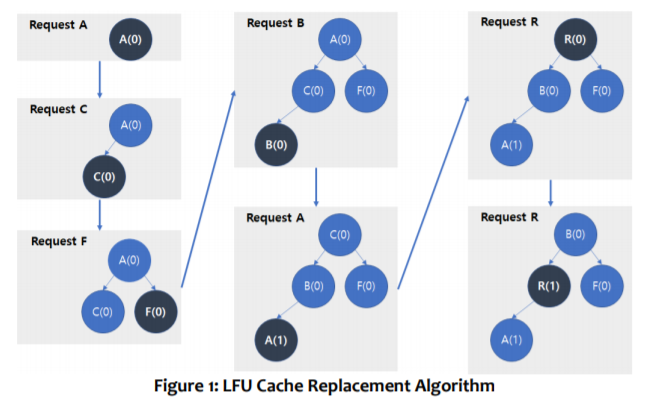 Request A
A(0)
Request C
A(0)
C(0)
Request F
A(0)
C(0) F(0)
Request B
A(0)
C(0) F(0)
B(0)
Request A
C(0)
B(0) F(0)
A(1)
Request R
R(0)
B(0) F(0)
A(1)
Request R
B(0)
R(1) F(0)
A(1)
Figure 1: LFU Cache Replacement Algorithm